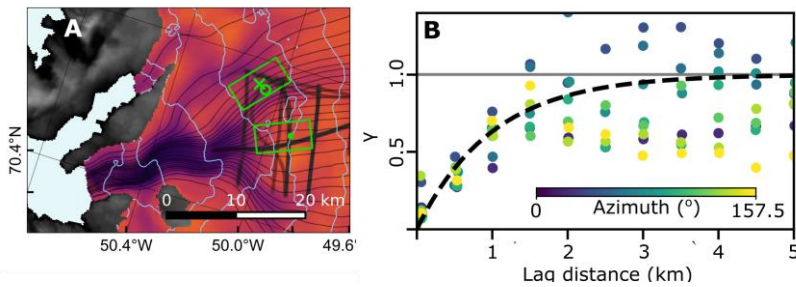 A
70.4°N
0 10 20 km
50.4°W 50.0°W 49.6°
B
γ
1.0
0.5
0 157.5
Azimuth (°)
1 2 3 4 5
Lag distance (km)